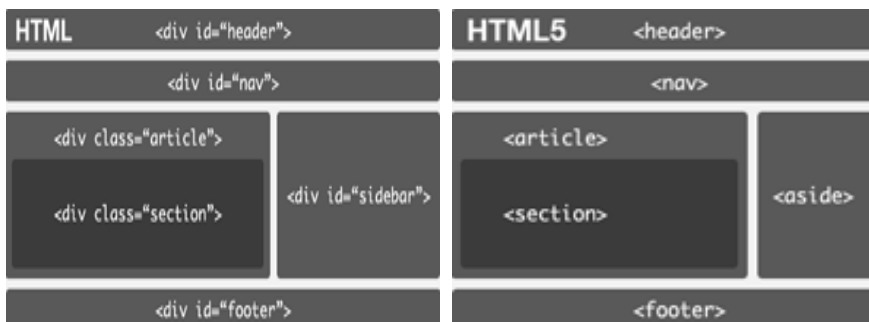 HTML <div id=“header”>
<div id=“nav”>
<div class=“article”>
<div class=“section”>
<div id=“sidebar”>
<div id=“footer”>
HTML5 <header>
<nav>
<article>
<section>
<aside>
<footer>